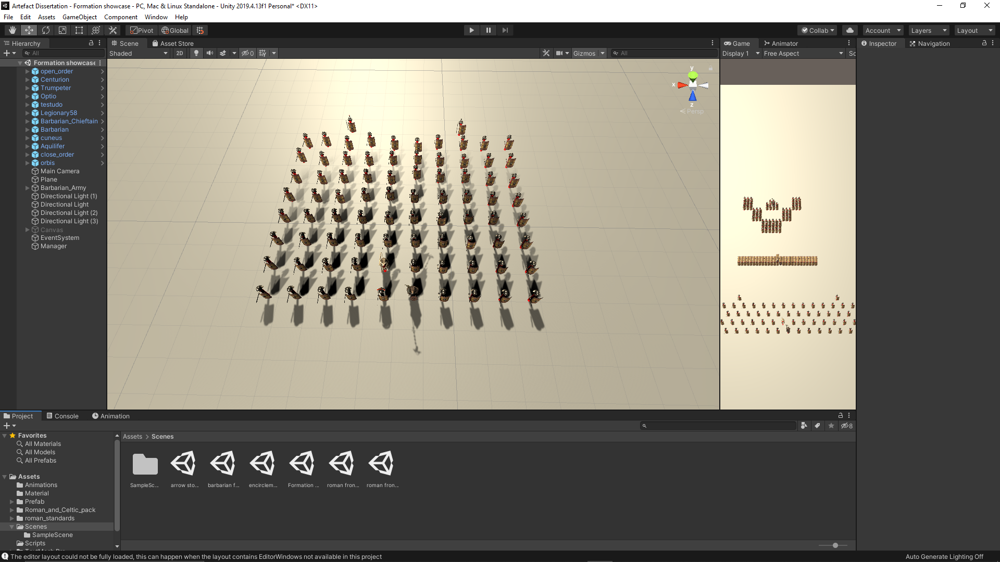 Artefact Dissertation - Formation showcase - PC, Mac & Linux Standalone - Unity 2019.4.13f1 Personal* <DX11>
File Edit Assets GameObject Component Window Help
Pivot Global Collab Account Layers Layout
Hierarchy
All
Formation showcase
open_order
Centurion
Trumpeter
Optio
testudo
Legionary58
Barbarian_Chieftain
Barbarian
cuneus
Aquilifer
close_order
orbis
Main Camera
Plane
Barbarian_Army
Directional Light (1)
Directional Light
Directional Light (2)
Directional Light (3)
Canvas
EventSystem
Manager
Scene Asset Store
Shaded 2D 0 Gizmos All
y
x
z
Persp
Game Animator
Display 1 Free Aspect Sc
Inspector Navigation
Project Console Animation
8
Favorites
All Materials
All Models
All Prefabs
Assets
Animations
Material
Prefab
Roman_and_Celtic_pack
roman_standards
Scenes
SampleScene
Scripts
Assets > Scenes
SampleSc... arrow sto... barbarian f... encirclem... Formation ... roman fron... roman fron...
The editor layout could not be fully loaded, this can happen when the layout contains EditorWindows not available in this project
Auto Generate Lighting Off